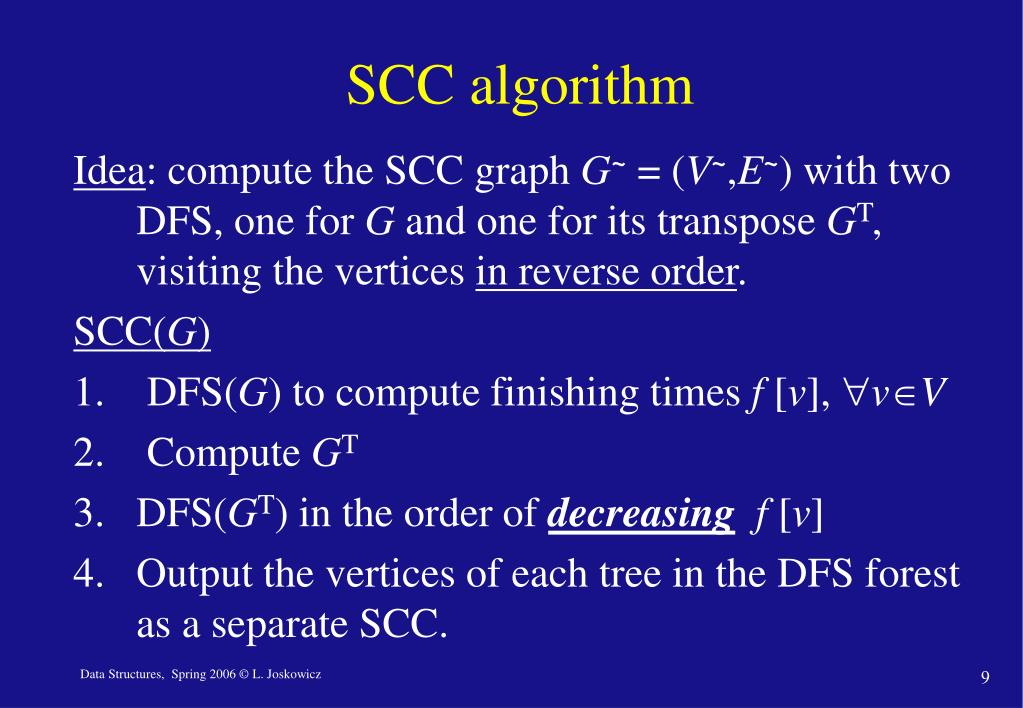 SCC algorithm
Idea: compute the SCC graph G~ = (V~,E~) with two
DFS, one for G and one for its transpose Gᵀ,
visiting the vertices in reverse order.
SCC(G)
1. DFS(G) to compute finishing times f [v], ∀v∈V
2. Compute Gᵀ
3. DFS(Gᵀ) in the order of decreasing f [v]
4. Output the vertices of each tree in the DFS forest
as a separate SCC.
Data Structures, Spring 2006 © L. Joskowicz
9